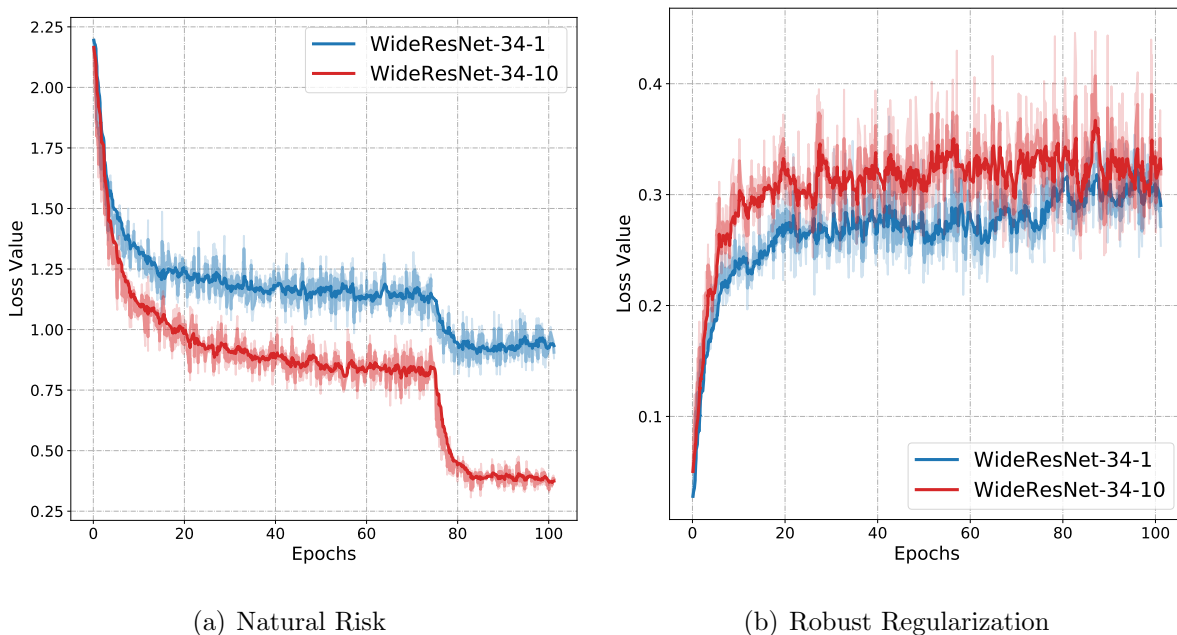 2.25
2.00
1.75
1.50
1.25
1.00
0.75
0.50
0.25
Loss Value
0 20 40 60 80 100
Epochs
WideResNet-34-1
WideResNet-34-10
(a) Natural Risk
0.4
0.3
0.2
0.1
Loss Value
0 20 40 60 80 100
Epochs
WideResNet-34-1
WideResNet-34-10
(b) Robust Regularization